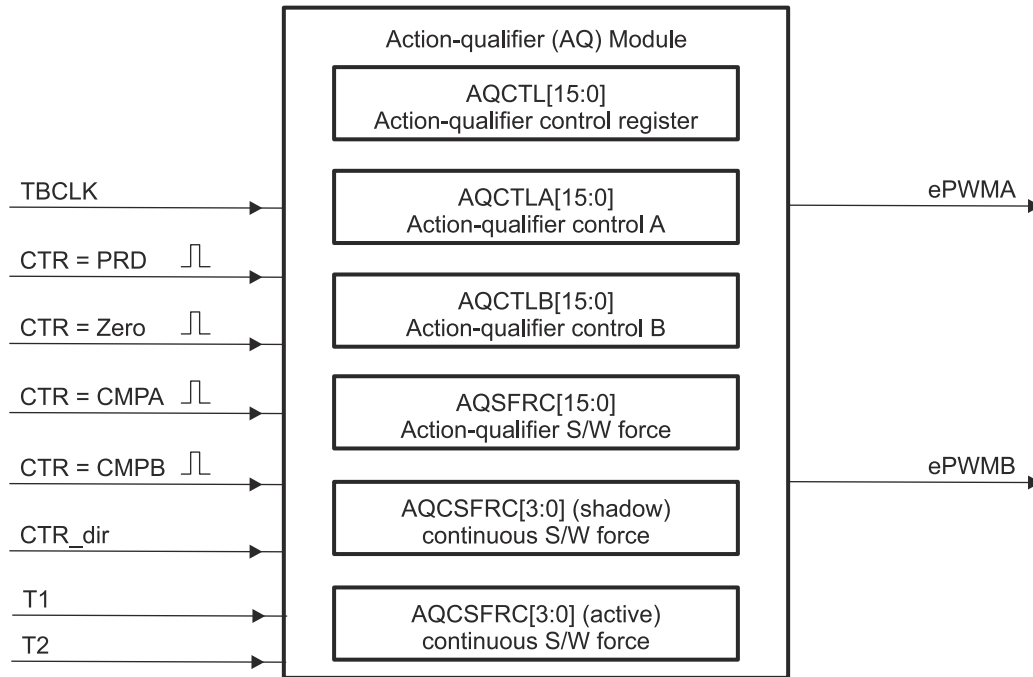 Action-qualifier (AQ) Module
AQCTL[15:0]
Action-qualifier control register
TBCLK
AQCTLA[15:0]
Action-qualifier control A
ePWMA
CTR = PRD
CTR = Zero
AQCTLB[15:0]
Action-qualifier control B
CTR = CMPA
AQSFRC[15:0]
Action-qualifier S/W force
CTR = CMPB
ePWMB
AQCSFRC[3:0] (shadow)
continuous S/W force
CTR_dir
T1
AQCSFRC[3:0] (active)
continuous S/W force
T2